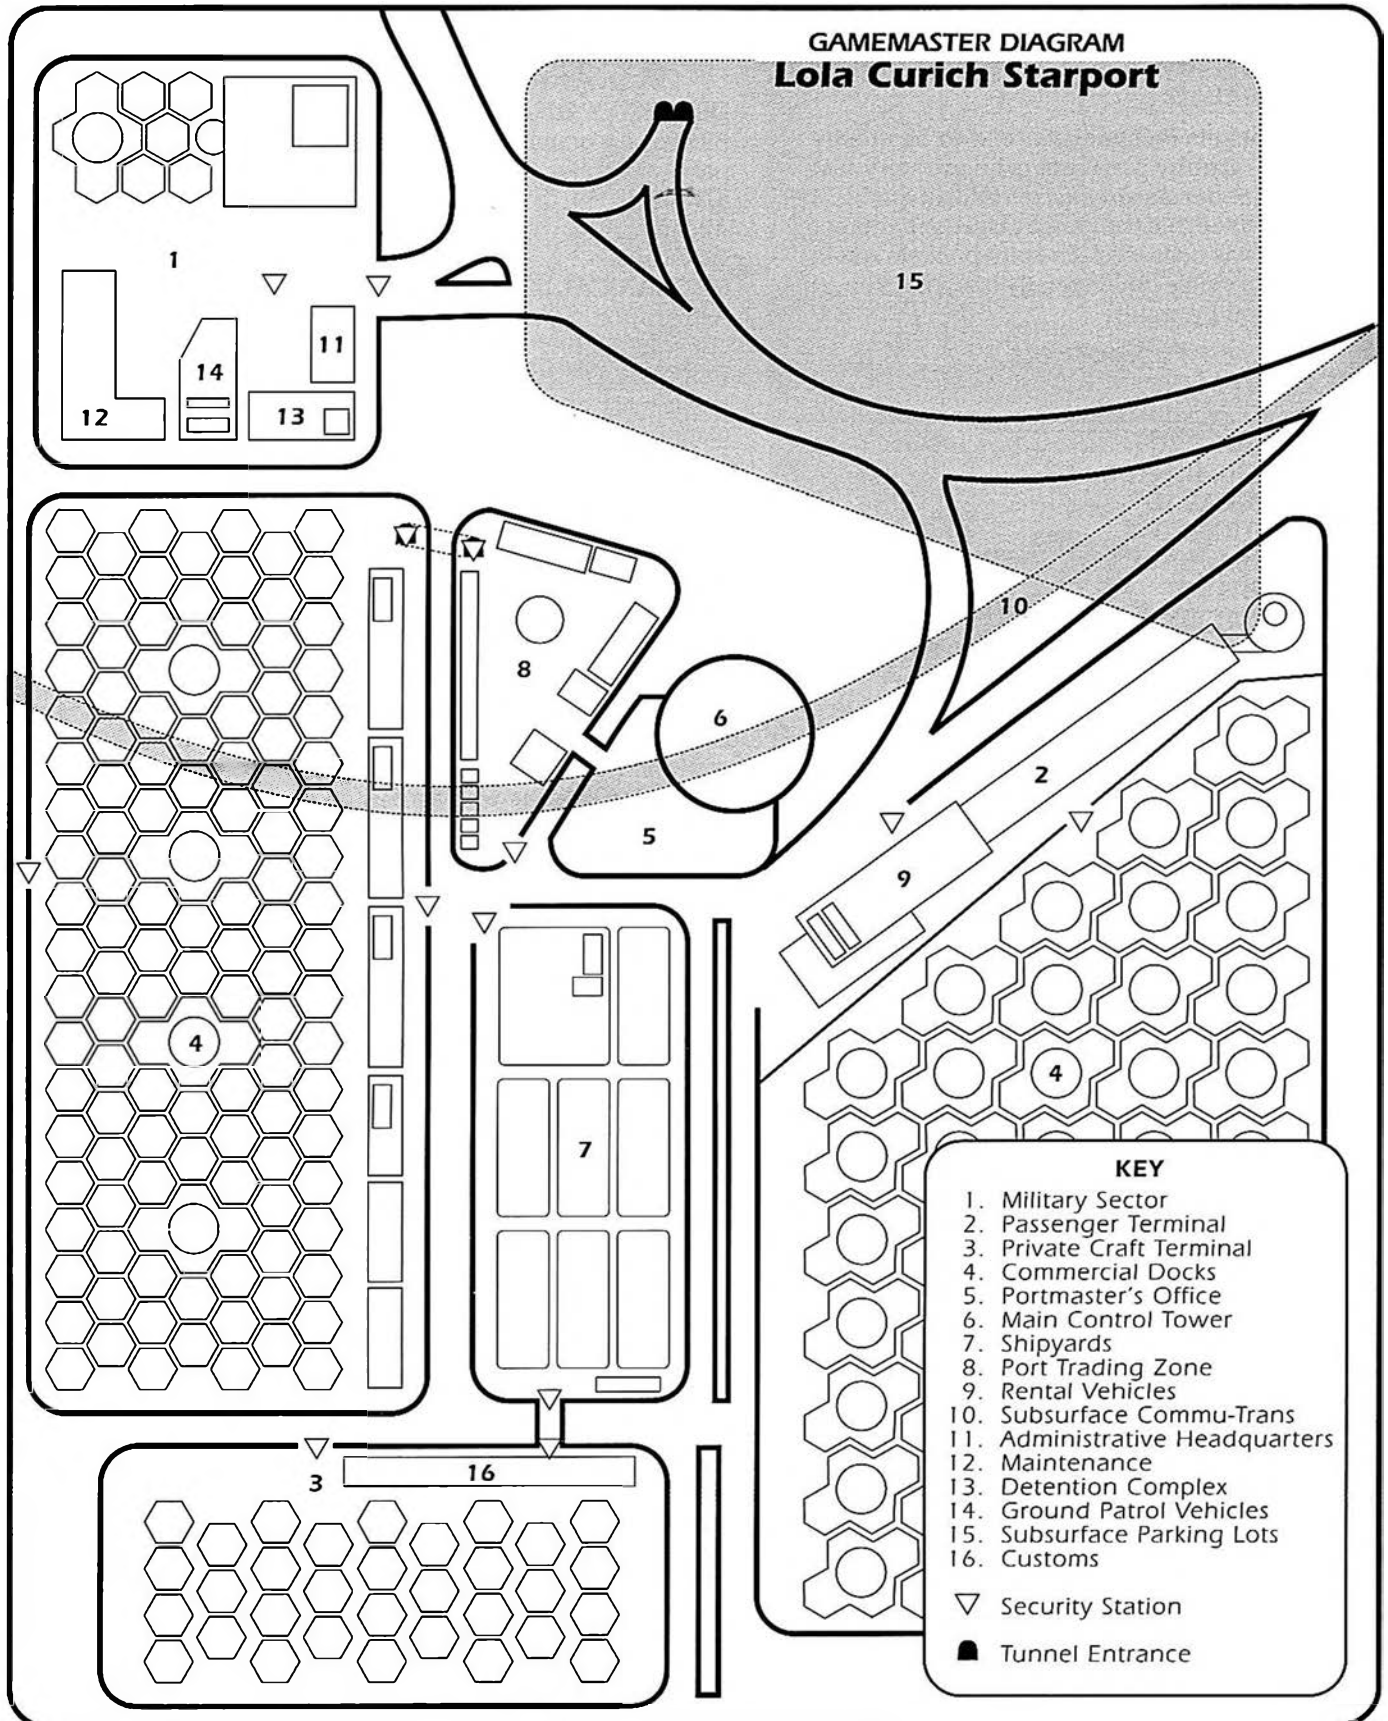 GAMEMASTER DIAGRAM
Lola Curich Starport
1
15
11
14
12
13
8
10
6
2
5
9
4
4
7
3
16
KEY
1. Military Sector
2. Passenger Terminal
3. Private Craft Terminal
4. Commercial Docks
5. Portmaster's Office
6. Main Control Tower
7. Shipyards
8. Port Trading Zone
9. Rental Vehicles
10. Subsurface Commu-Trans
11. Administrative Headquarters
12. Maintenance
13. Detention Complex
14. Ground Patrol Vehicles
15. Subsurface Parking Lots
16. Customs
Security Station
Tunnel Entrance